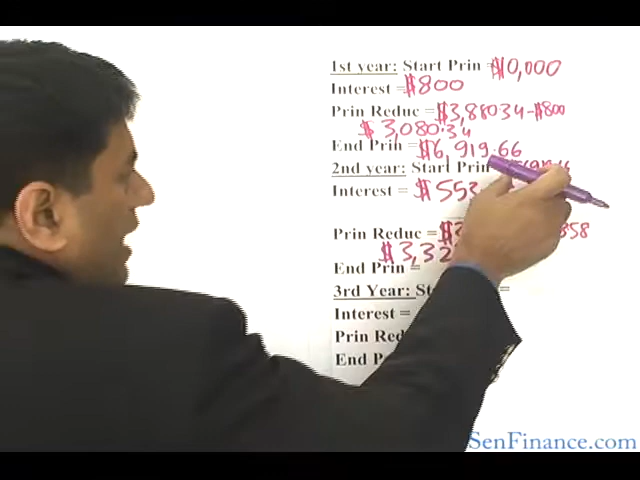 1st year: Start Prin = $10,000
Interest = $800
Prin Reduc = $3,880.34 - $800
$3,080.34
End Prin = $6,919.66
2nd year: Start Prin
Interest = $553
Prin Reduc = 358
$3,32
End Prin =
3rd Year: =
Interest =
Prin
End
SenFinance.com